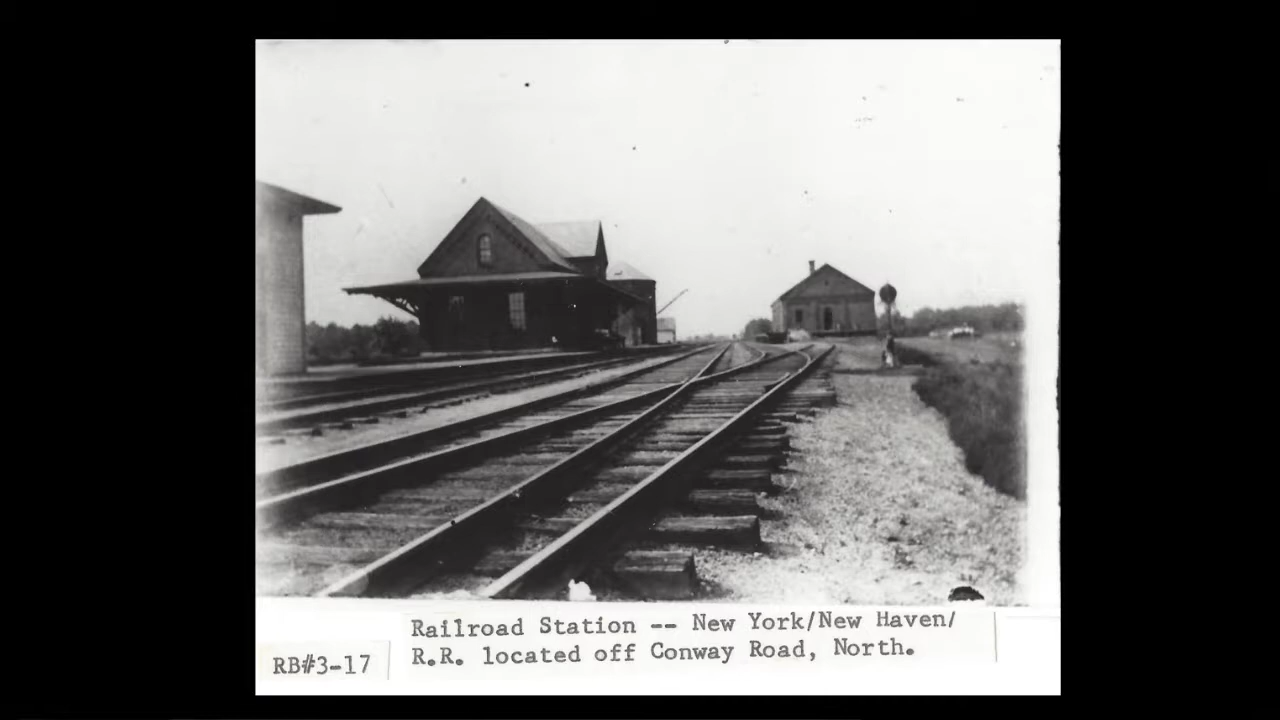 Railroad Station -- New York/New Haven/
R.R. located off Conway Road, North.
RB#3-17